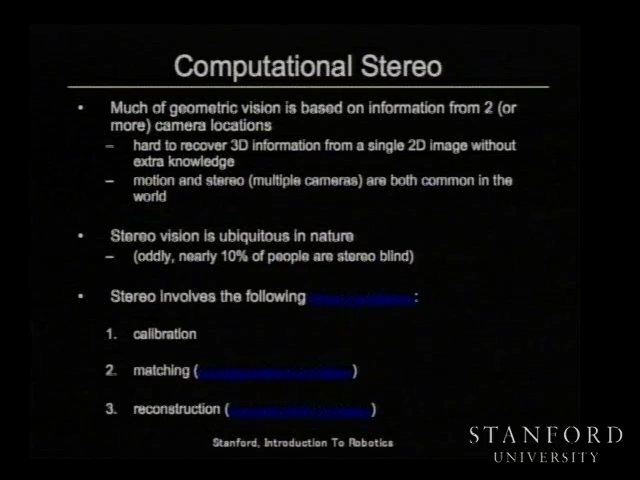 Computational Stereo
• Much of geometric vision is based on information from 2 (or
more) camera locations
– hard to recover 3D information from a single 2D image without
extra knowledge
– motion and stereo (multiple cameras) are both common in the
world
• Stereo vision is ubiquitous in nature
– (oddly, nearly 10% of people are stereo blind)
• Stereo involves the following :
1. calibration
2. matching ( )
3. reconstruction ( )
Stanford, Introduction To Robotics
STANFORD
UNIVERSITY